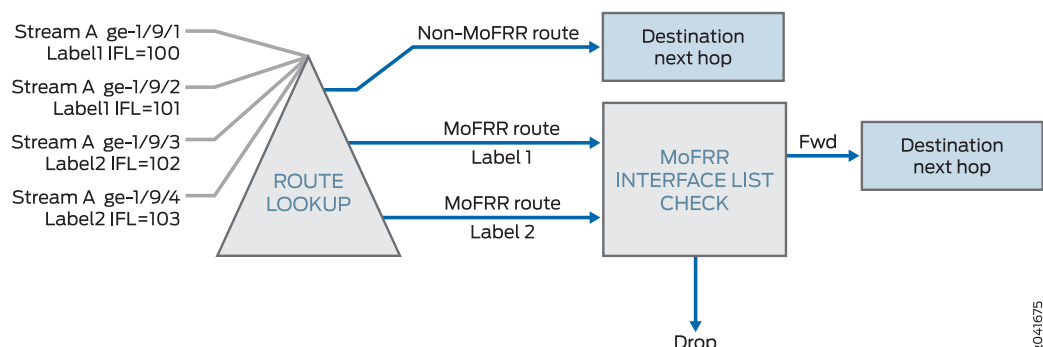 Stream A ge-1/9/1
Label1 IFL=100
Stream A ge-1/9/2
Label1 IFL=101
Stream A ge-1/9/3
Label2 IFL=102
Stream A ge-1/9/4
Label2 IFL=103
ROUTE
LOOKUP
Non-MoFRR route
Destination
next hop
MoFRR route
Label 1
MoFRR route
Label 2
MoFRR
INTERFACE LIST
CHECK
Fwd
Destination
next hop
Drop
041675